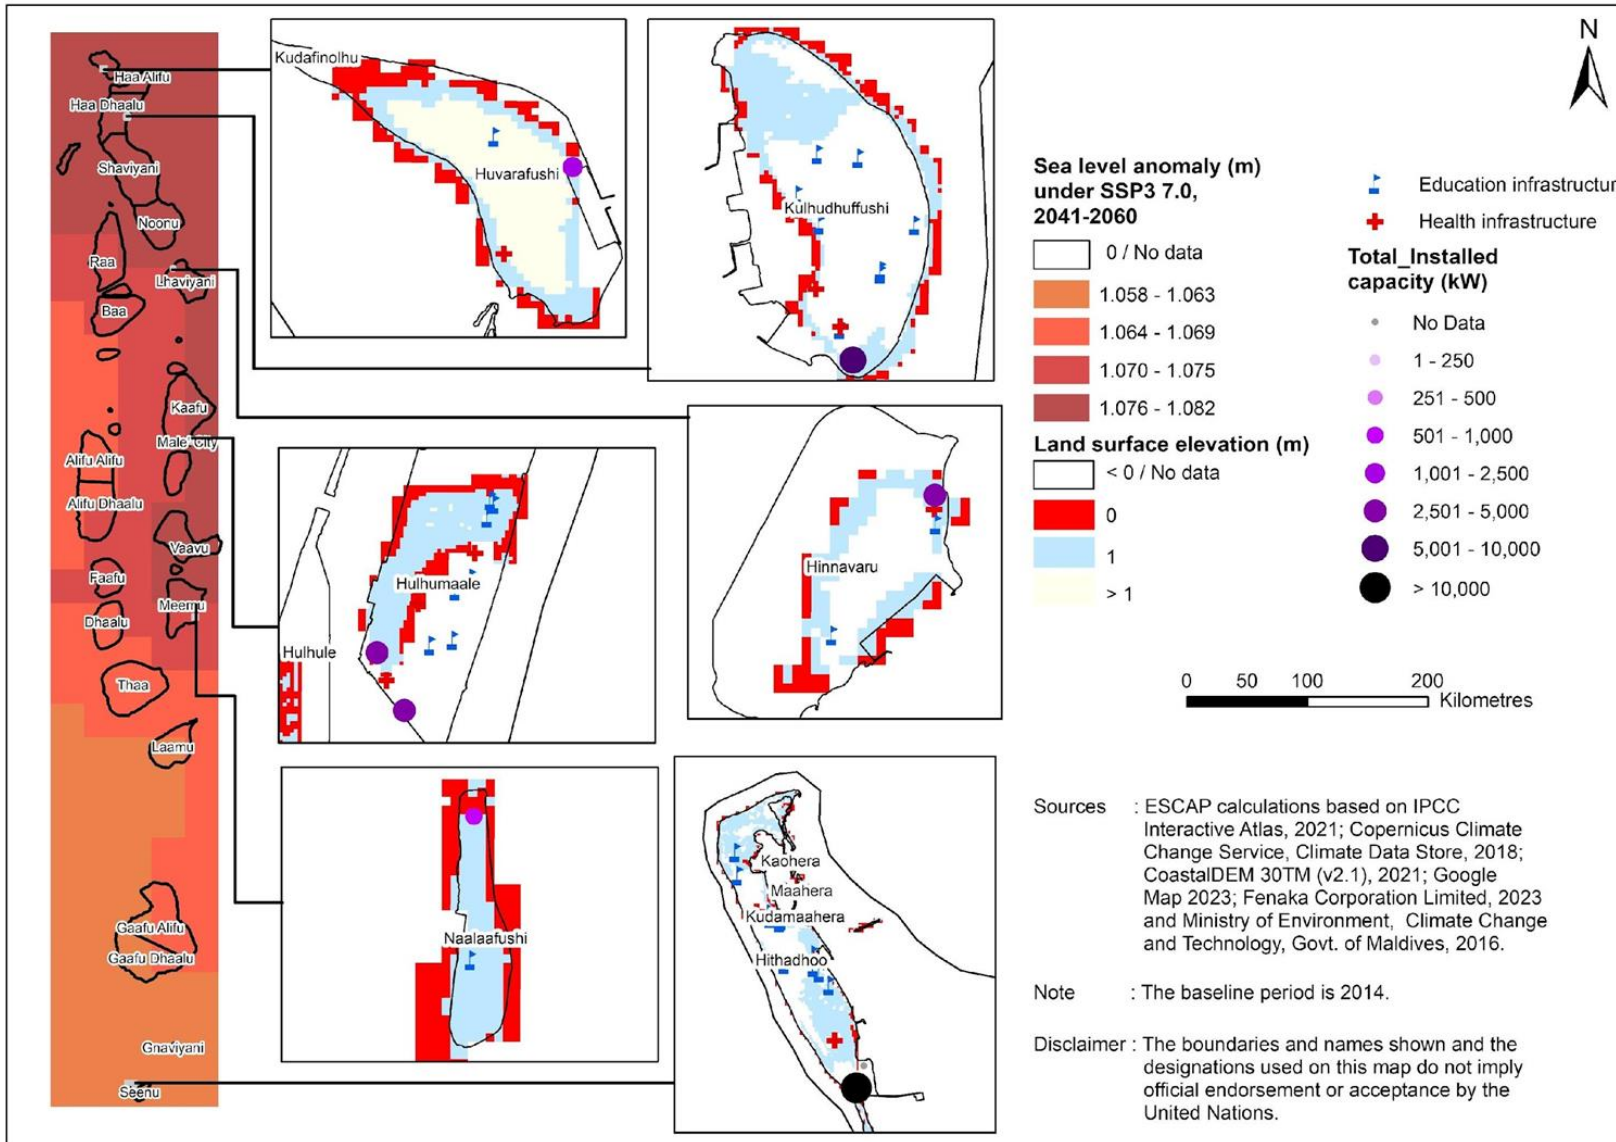 Haa Alifu
Haa Dhaalu
Shaviyani
Noonu
Raa
Lhaviyani
Baa
Kaafu
Male' City
Alifu Alifu
Alifu Dhaalu
Vaavu
Faafu
Meemu
Dhaalu
Thaa
Laamu
Gaafu Alifu
Gaafu Dhaalu
Gnaviyani
Seenu
Kudafinolhu
Huvarafushi
Kulhudhuffushi
Hulhumaale
Hulhule
Hinnavaru
Naalaafushi
Kaohera
Maahera
Kudamaahera
Hithadhoo
N
Sea level anomaly (m)
under SSP3 7.0,
2041-2060
0 / No data
1.058 - 1.063
1.064 - 1.069
1.070 - 1.075
1.076 - 1.082
Land surface elevation (m)
< 0 / No data
0
1
> 1
Education infrastructur
Health infrastructure
Total_Installed
capacity (kW)
No Data
1 - 250
251 - 500
501 - 1,000
1,001 - 2,500
2,501 - 5,000
5,001 - 10,000
> 10,000
0 50 100 200
Kilometres
Sources : ESCAP calculations based on IPCC
Interactive Atlas, 2021; Copernicus Climate
Change Service, Climate Data Store, 2018;
CoastalDEM 30TM (v2.1), 2021; Google
Map 2023; Fenaka Corporation Limited, 2023
and Ministry of Environment, Climate Change
and Technology, Govt. of Maldives, 2016.
Note : The baseline period is 2014.
Disclaimer : The boundaries and names shown and the
designations used on this map do not imply
official endorsement or acceptance by the
United Nations.